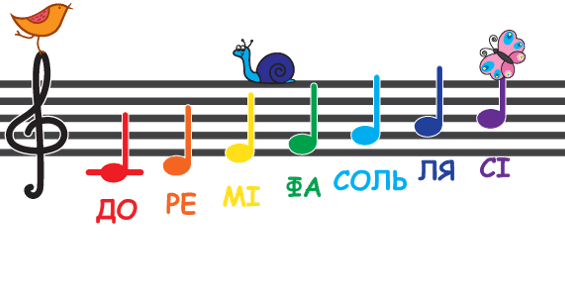 ДО РЕ МІ ФА СОЛЬ ЛЯ СІ